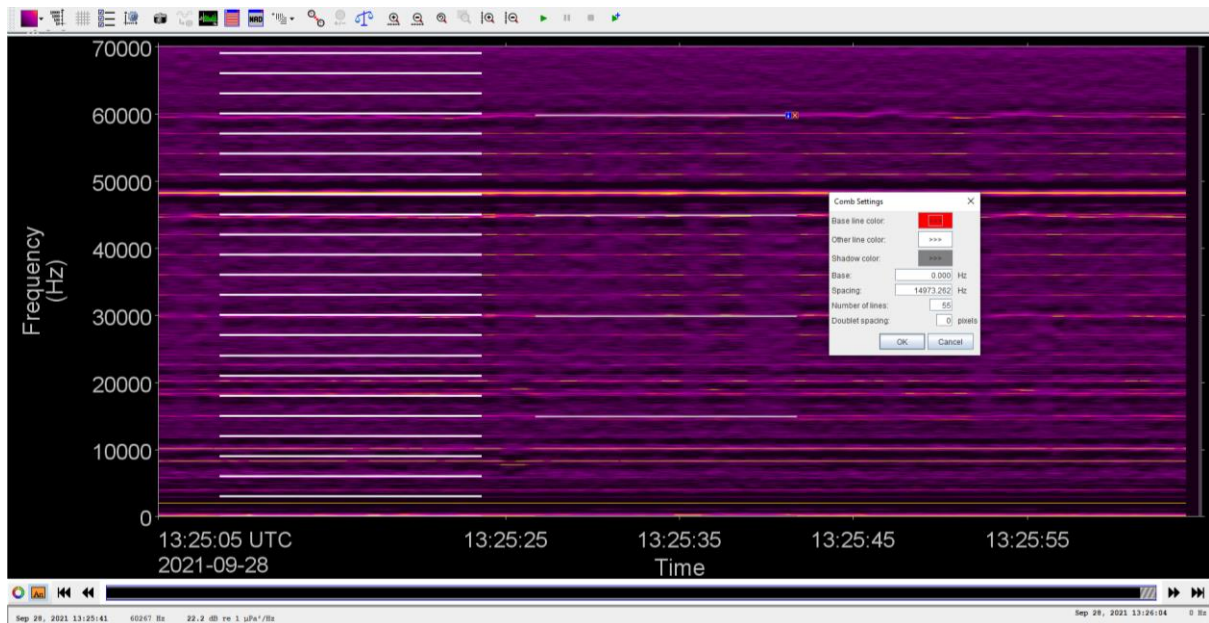 NRD
70000
60000
50000
40000
30000
20000
10000
0
Frequency
(Hz)
13:25:05 UTC
2021-09-28
13:25:25
13:25:35
13:25:45
13:25:55
Time
Comb Settings
Base line color:
Other line color: >>>
Shadow color: >>>
Base: 0.000 Hz
Spacing: 14973.262 Hz
Number of lines: 55
Doublet spacing: 0 pixels
OK Cancel
Sep 28, 2021 13:25:41 60267 Hz 22.2 dB re 1 µPa²/Hz
Sep 28, 2021 13:26:04 0 Hz